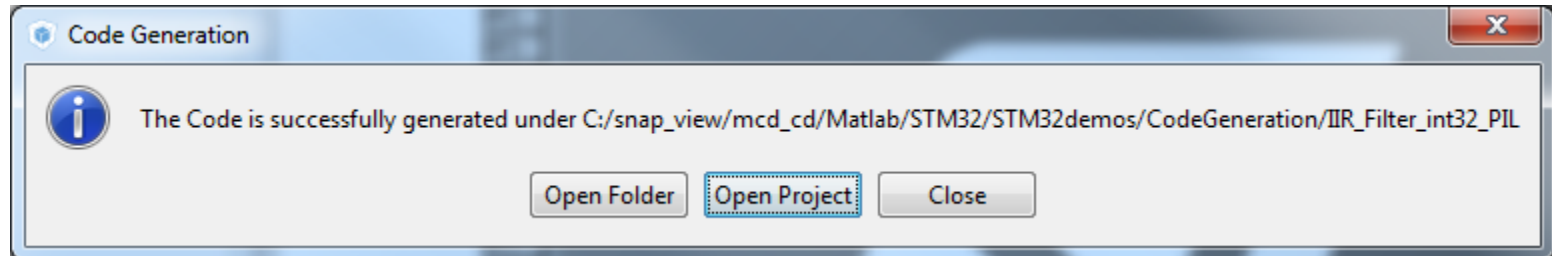 Code Generation
The Code is successfully generated under C:/snap_view/mcd_cd/Matlab/STM32/STM32demos/CodeGeneration/IIR_Filter_int32_PIL
Open Folder Open Project Close